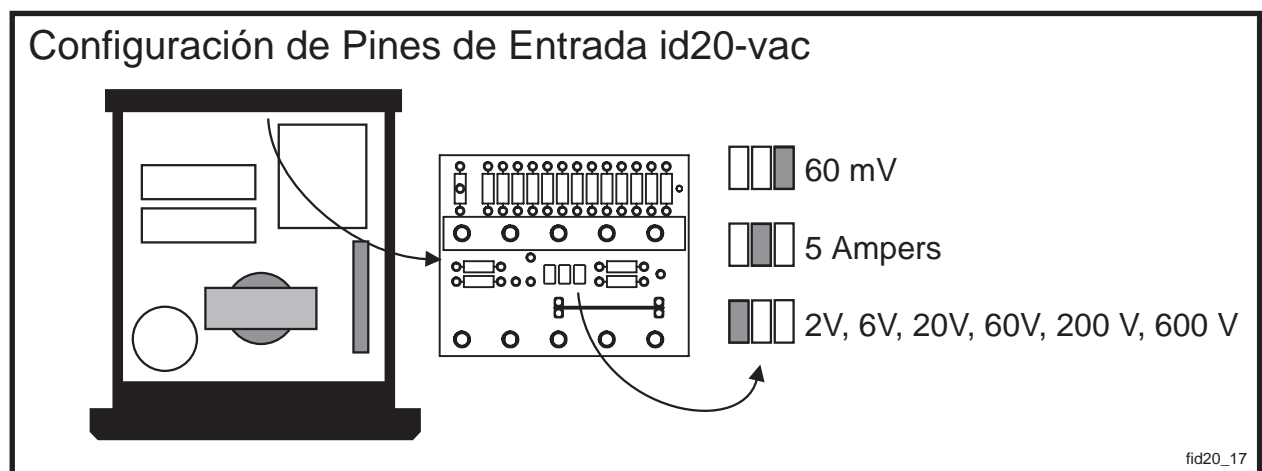 Configuración de Pines de Entrada id20-vac
60 mV
5 Ampers
2V, 6V, 20V, 60V, 200 V, 600 V
fid20_17